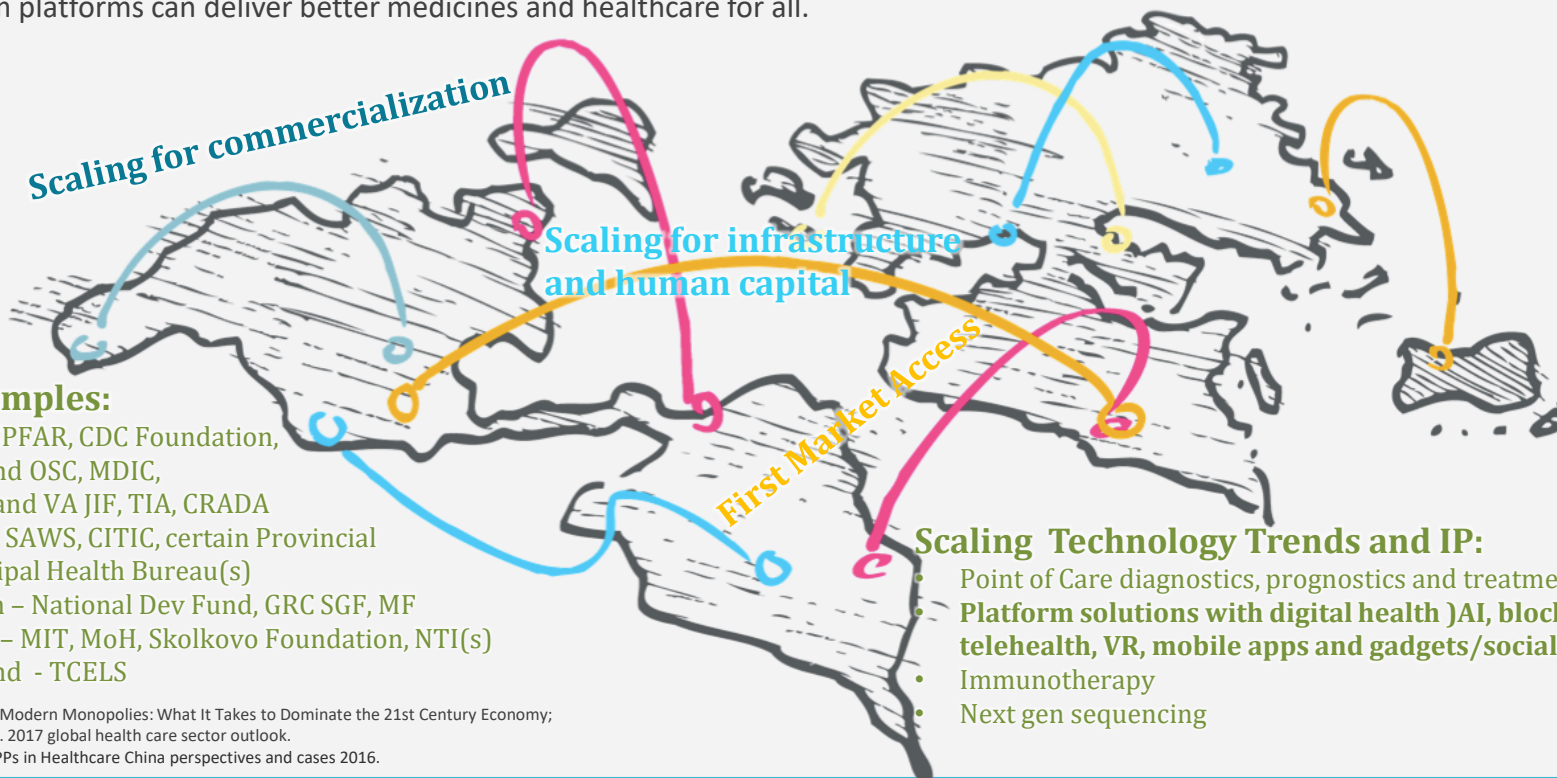 n platforms can deliver better medicines and healthcare for all.
Scaling for commercialization
Scaling for infrastructure
and human capital
First Market Access
mples:
PFAR, CDC Foundation,
nd OSC, MDIC,
and VA JIF, TIA, CRADA
SAWS, CITIC, certain Provincial
ipal Health Bureau(s)
n – National Dev Fund, GRC SGF, MF
– MIT, MoH, Skolkovo Foundation, NTI(s)
nd - TCELS
Modern Monopolies: What It Takes to Dominate the 21st Century Economy;
. 2017 global health care sector outlook.
PPs in Healthcare China perspectives and cases 2016.
Scaling Technology Trends and IP:
• Point of Care diagnostics, prognostics and treatme
• Platform solutions with digital health )AI, bloc
telehealth, VR, mobile apps and gadgets/social
• Immunotherapy
• Next gen sequencing